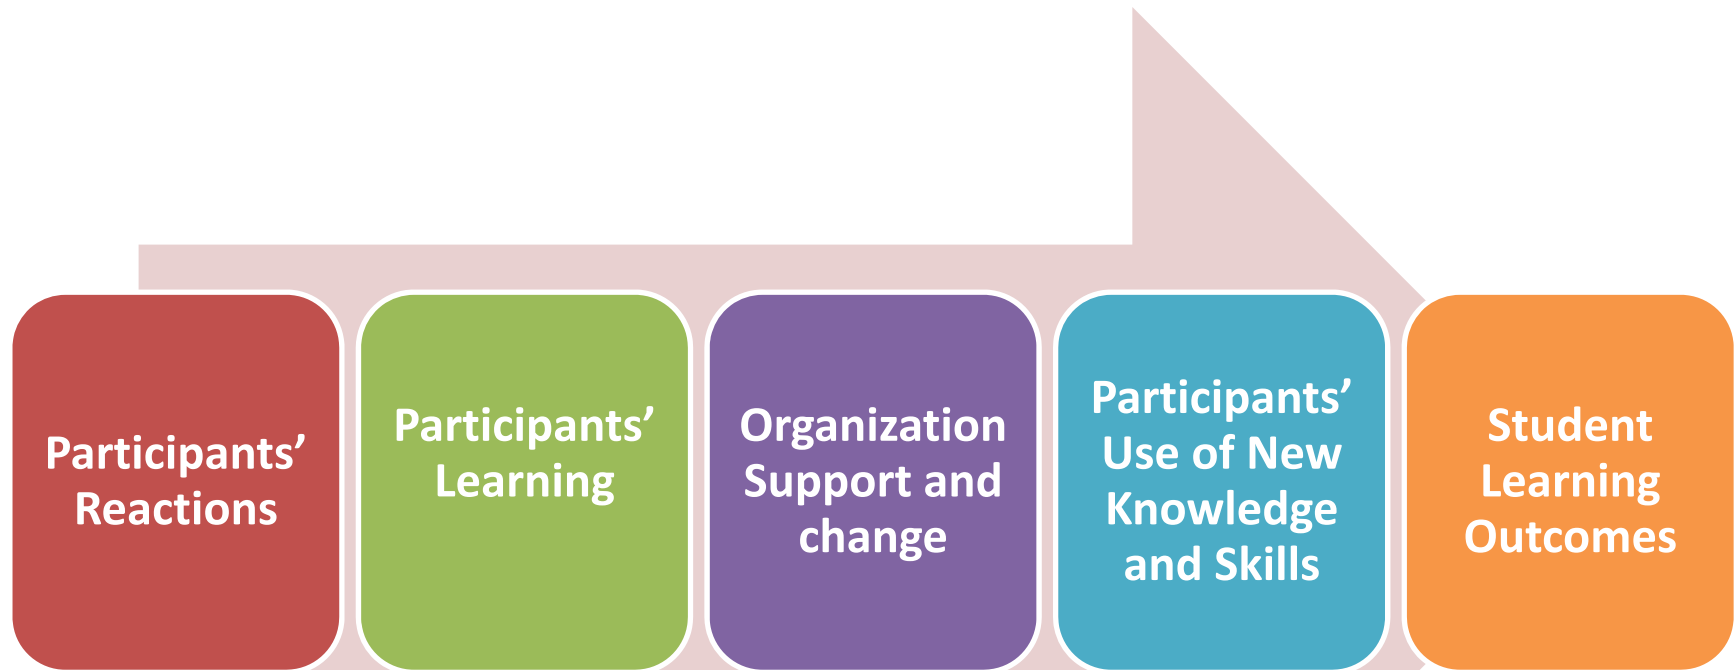 Participants’
Reactions
Participants’
Learning
Organization
Support and
change
Participants’
Use of New
Knowledge
and Skills
Student
Learning
Outcomes